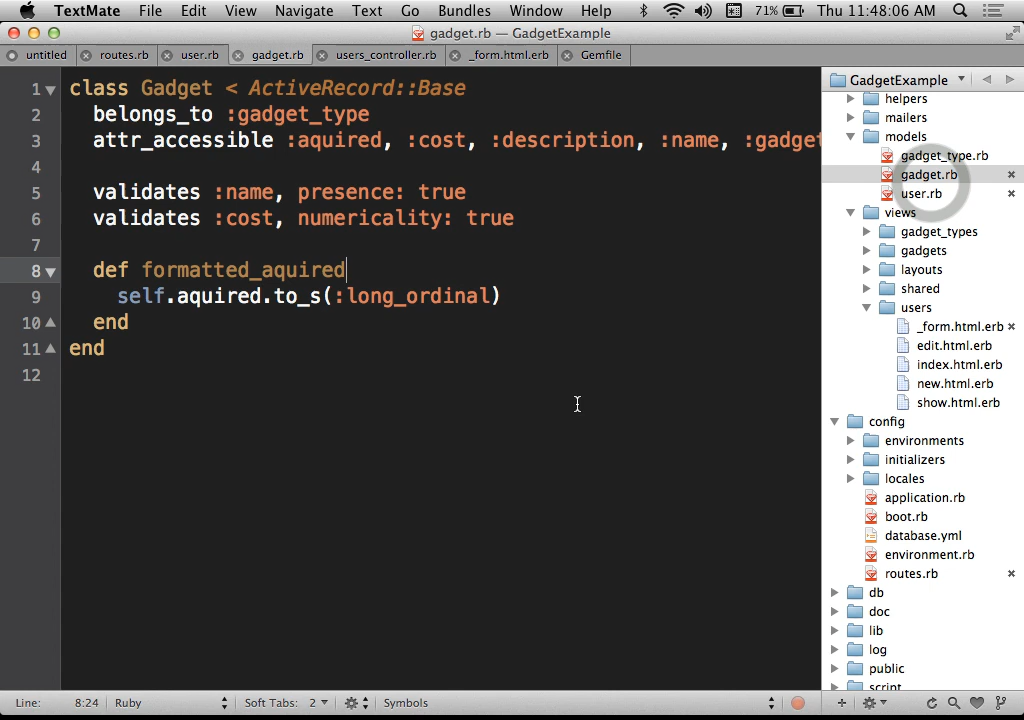 TextMate File Edit View Navigate Text Go Bundles Window Help 71% Thu 11:48:06 AM
gadget.rb — GadgetExample
untitled routes.rb user.rb gadget.rb users_controller.rb _form.html.erb Gemfile
1 class Gadget < ActiveRecord::Base
2 belongs_to :gadget_type
3 attr_accessible :aquired, :cost, :description, :name, :gadget
4
5 validates :name, presence: true
6 validates :cost, numericality: true
7
8 def formatted_aquired
9 self.aquired.to_s(:long_ordinal)
10 end
11 end
12
GadgetExample
helpers
mailers
models
gadget_type.rb
gadget.rb
user.rb
views
gadget_types
gadgets
layouts
shared
users
_form.html.erb
edit.html.erb
index.html.erb
new.html.erb
show.html.erb
config
environments
initializers
locales
application.rb
boot.rb
database.yml
environment.rb
routes.rb
db
doc
lib
log
public
script
Line: 8:24 Ruby Soft Tabs: 2 Symbols